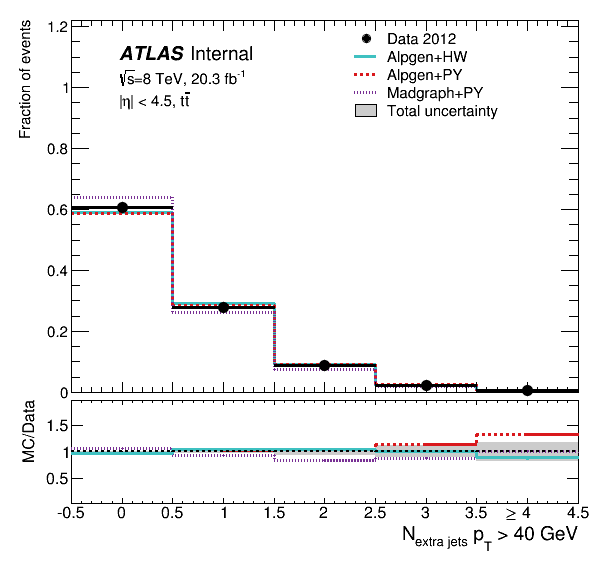 1.2
1
0.8
0.6
0.4
0.2
0
Fraction of events
ATLAS Internal
√s=8 TeV, 20.3 fb⁻¹
|η| < 4.5, tt̅
Data 2012
Alpgen+HW
Alpgen+PY
Madgraph+PY
Total uncertainty
1.5
1
0.5
MC/Data
-0.5 0 0.5 1 1.5 2 2.5 3 3.5 ≥ 4 4.5
N_extra jets p_T > 40 GeV